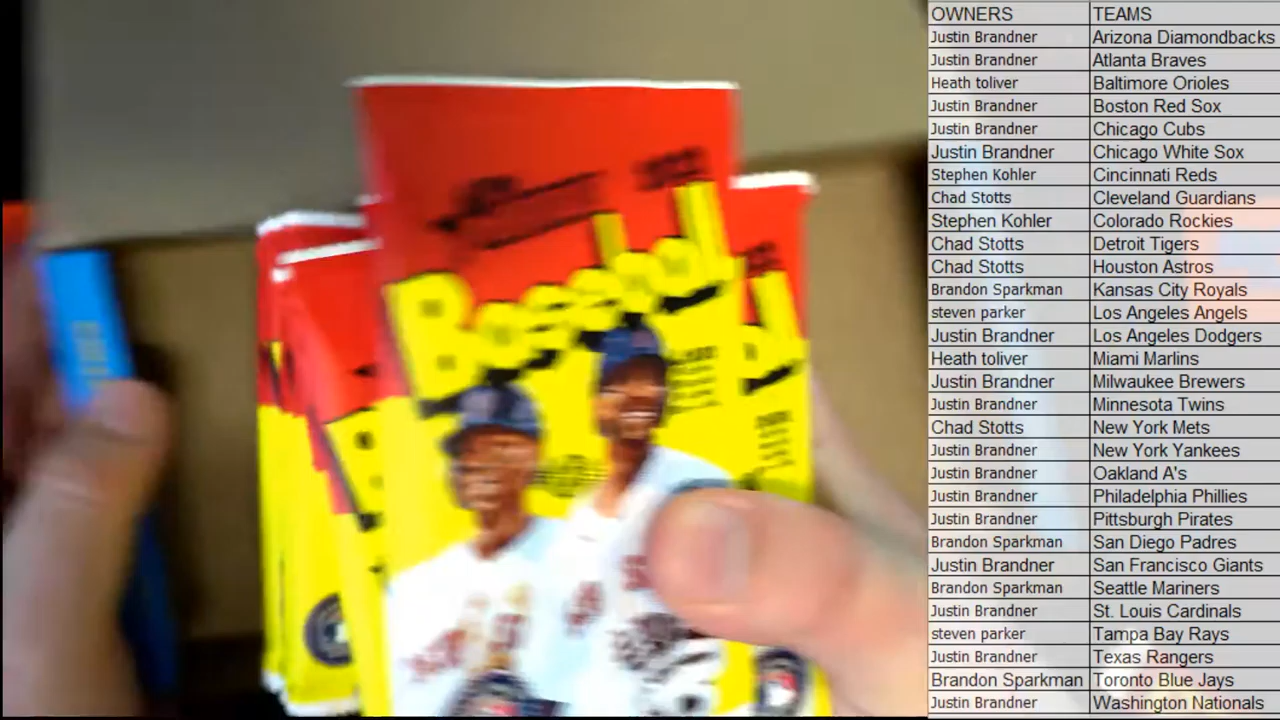 Baseball
OWNERS TEAMS
Justin Brandner Arizona Diamondbacks
Justin Brandner Atlanta Braves
Heath toliver Baltimore Orioles
Justin Brandner Boston Red Sox
Justin Brandner Chicago Cubs
Justin Brandner Chicago White Sox
Stephen Kohler Cincinnati Reds
Chad Stotts Cleveland Guardians
Stephen Kohler Colorado Rockies
Chad Stotts Detroit Tigers
Chad Stotts Houston Astros
Brandon Sparkman Kansas City Royals
steven parker Los Angeles Angels
Justin Brandner Los Angeles Dodgers
Heath toliver Miami Marlins
Justin Brandner Milwaukee Brewers
Justin Brandner Minnesota Twins
Chad Stotts New York Mets
Justin Brandner New York Yankees
Justin Brandner Oakland A's
Justin Brandner Philadelphia Phillies
Justin Brandner Pittsburgh Pirates
Brandon Sparkman San Diego Padres
Justin Brandner San Francisco Giants
Brandon Sparkman Seattle Mariners
Justin Brandner St. Louis Cardinals
steven parker Tampa Bay Rays
Justin Brandner Texas Rangers
Brandon Sparkman Toronto Blue Jays
Justin Brandner Washington Nationals